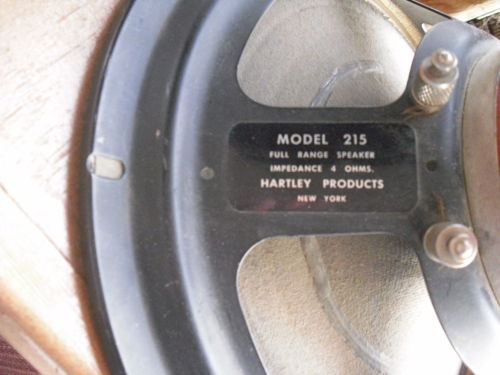 MODEL 215
FULL RANGE SPEAKER
IMPEDANCE 4 OHMS.
HARTLEY PRODUCTS
NEW YORK